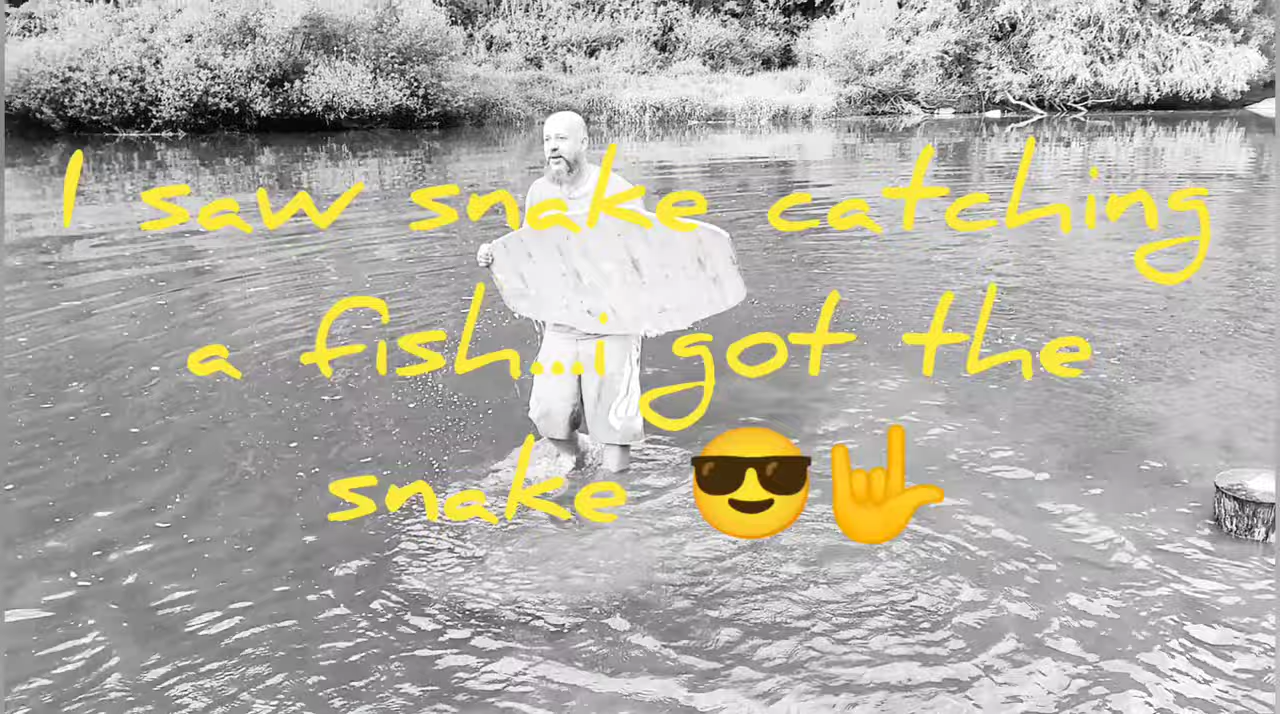 I saw snake catching
a fish...i got the
snake 😎🤟